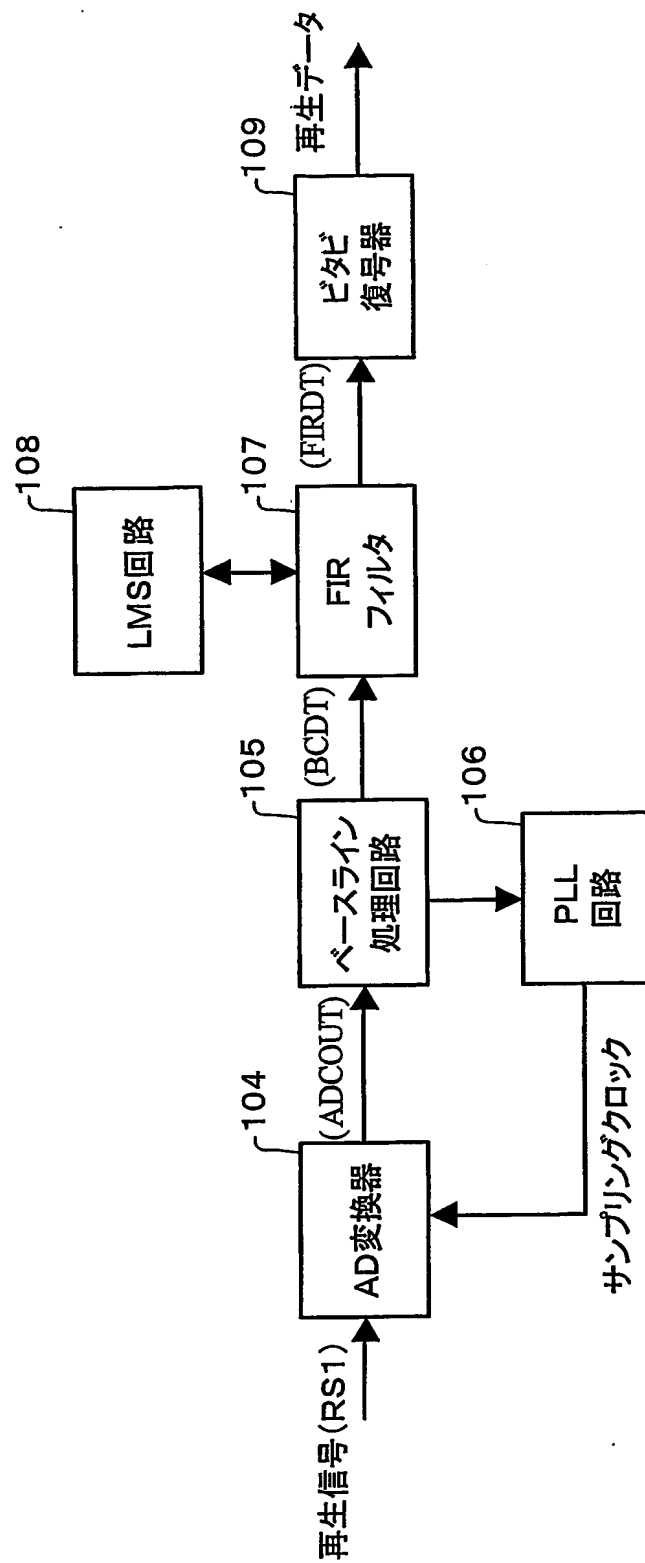 再生信号(RS1)
104
AD変換器
(ADCOUT)
105
ベースライン
処理回路
(BCDT)
106
PLL
回路
サンプリングクロック
107
FIR
フィルタ
108
LMS回路
(FIRDT)
109
ビタビ
復号器
再生データ